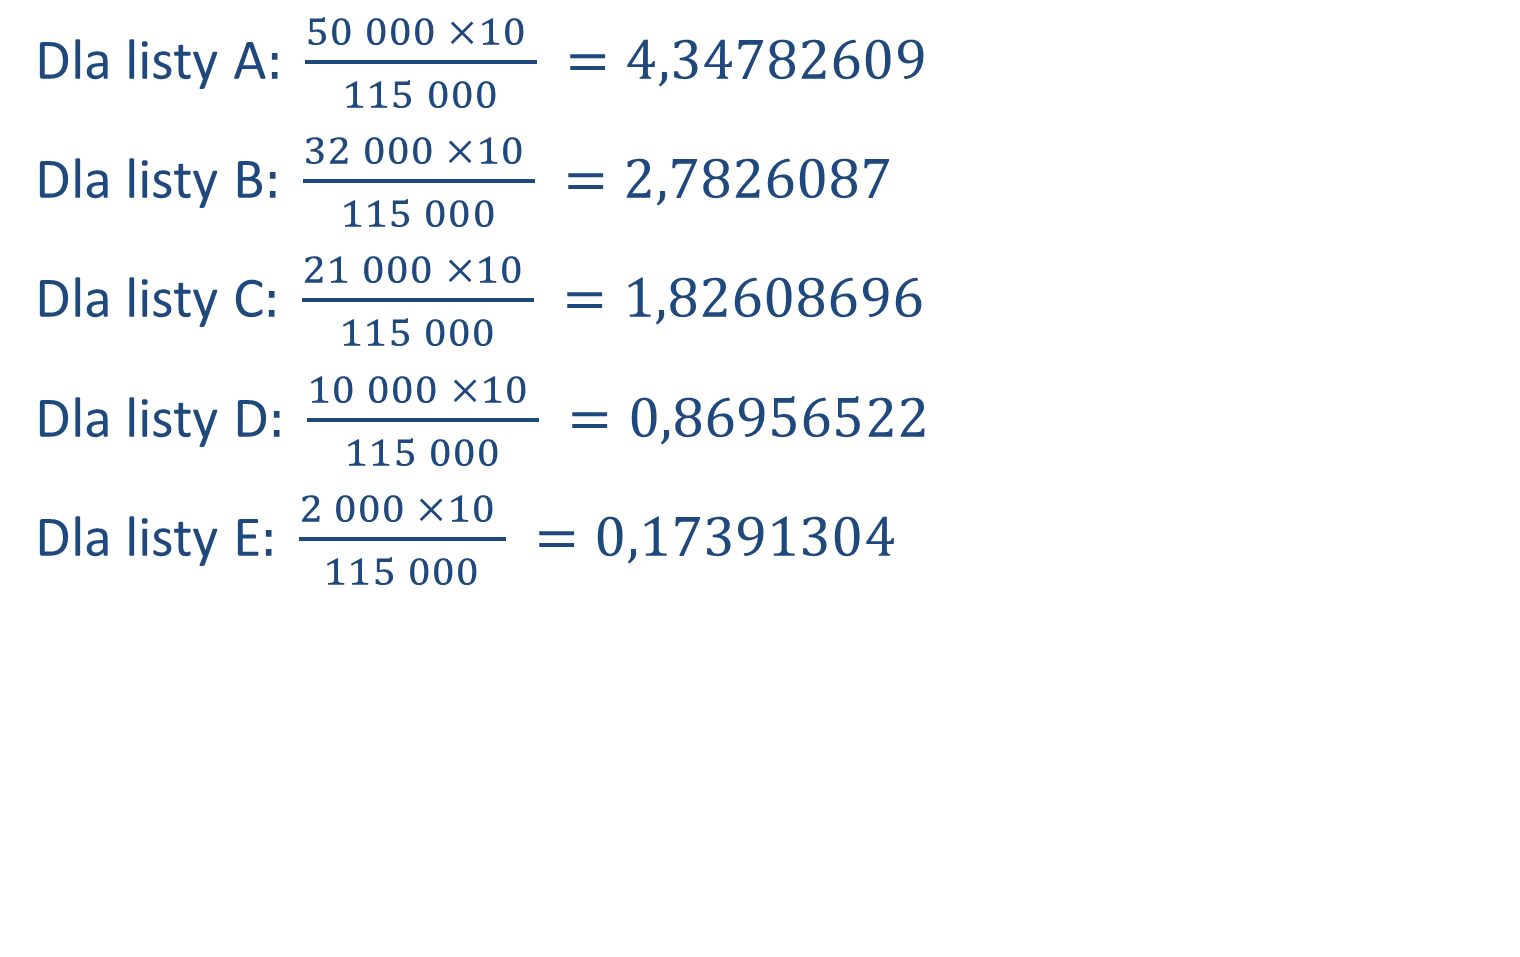 Dla listy A: 50 000 ×10 / 115 000 = 4,34782609
Dla listy B: 32 000 ×10 / 115 000 = 2,7826087
Dla listy C: 21 000 ×10 / 115 000 = 1,82608696
Dla listy D: 10 000 ×10 / 115 000 = 0,86956522
Dla listy E: 2 000 ×10 / 115 000 = 0,17391304